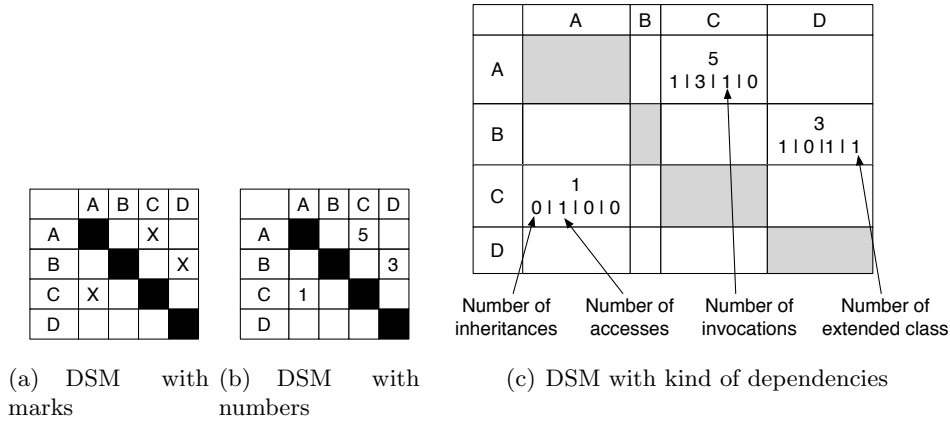 A B C D
A X
B X
C X
D
(a) DSM with
marks
A B C D
A 5
B 3
C 1
D
(b) DSM with
numbers
A B C D
A 5
1 | 3 | 1 | 0
B 3
1 | 0 | 1 | 1
C 1
0 | 1 | 0 | 0
D
Number of
inheritances
Number of
accesses
Number of
invocations
Number of
extended class
(c) DSM with kind of dependencies